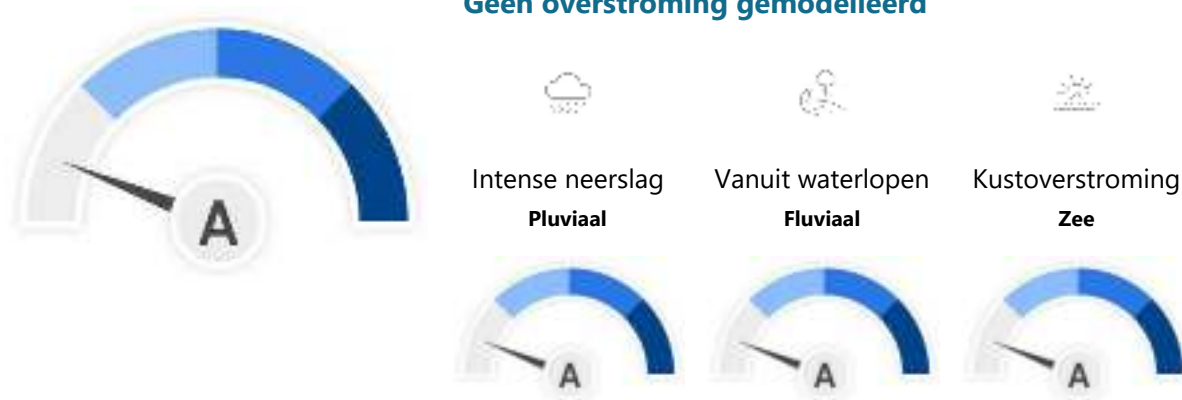 Geen overstroming gemodelleerd
A
Intense neerslag
Vanuit waterlopen
Kustoverstroming
Pluviaal
Fluviaal
Zee
A
A
A